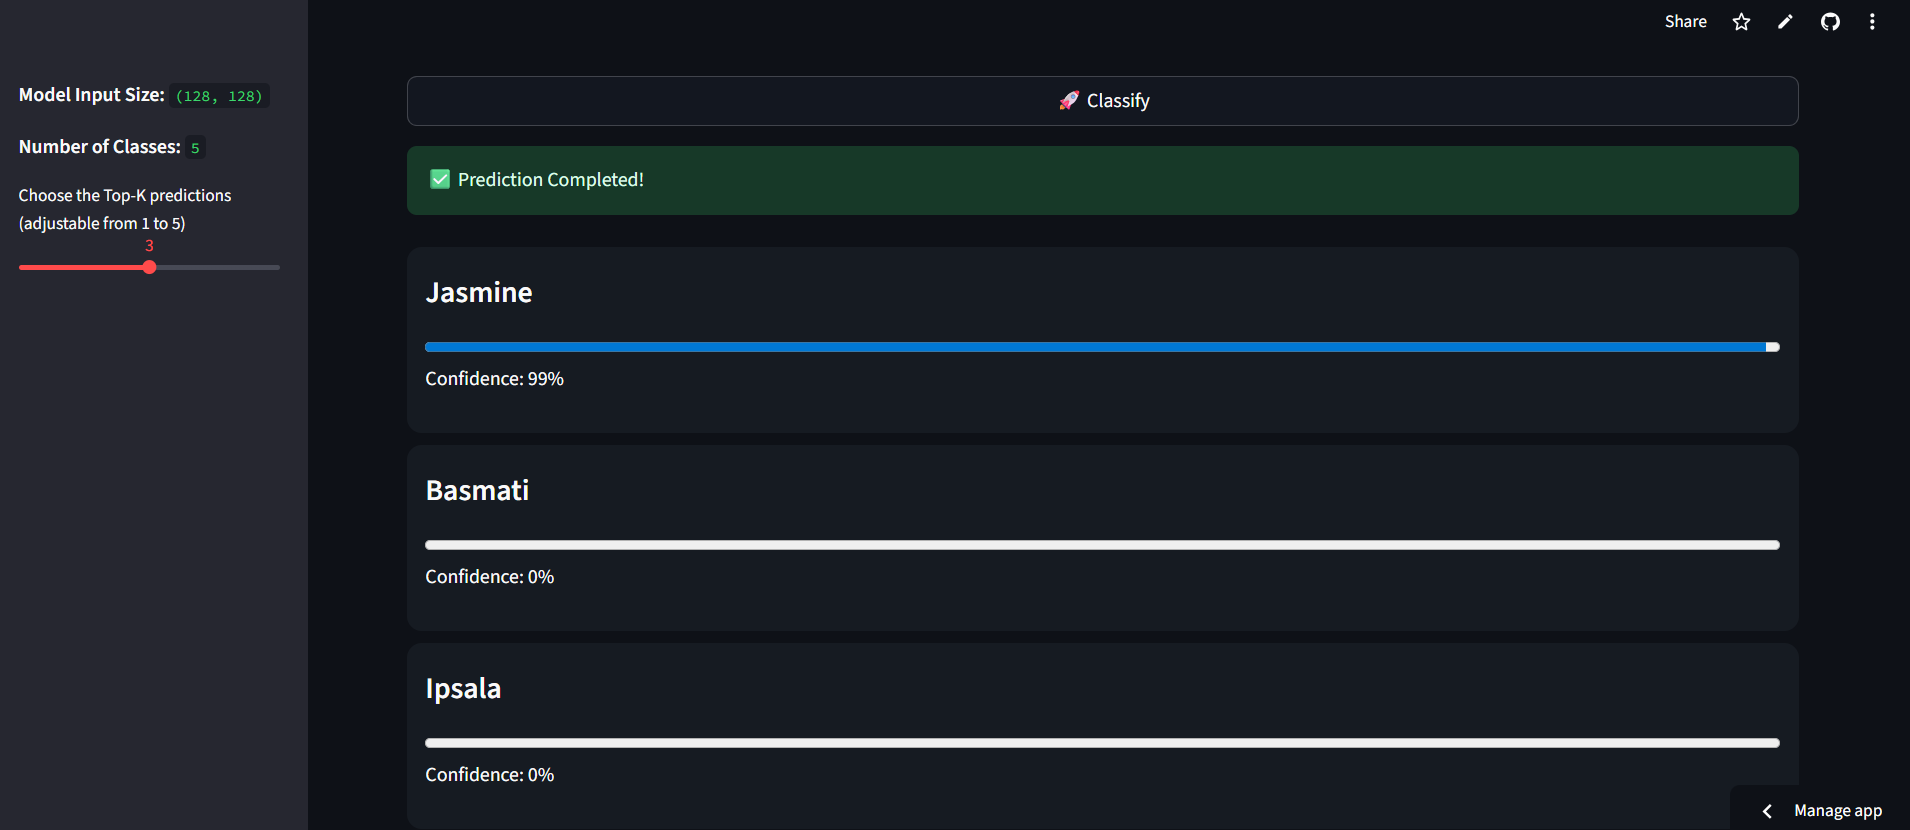 Share
Model Input Size: (128, 128)
Number of Classes: 5
Choose the Top-K predictions
(adjustable from 1 to 5)
3
🚀 Classify
✅ Prediction Completed!
Jasmine
Confidence: 99%
Basmati
Confidence: 0%
Ipsala
Confidence: 0%
Manage app